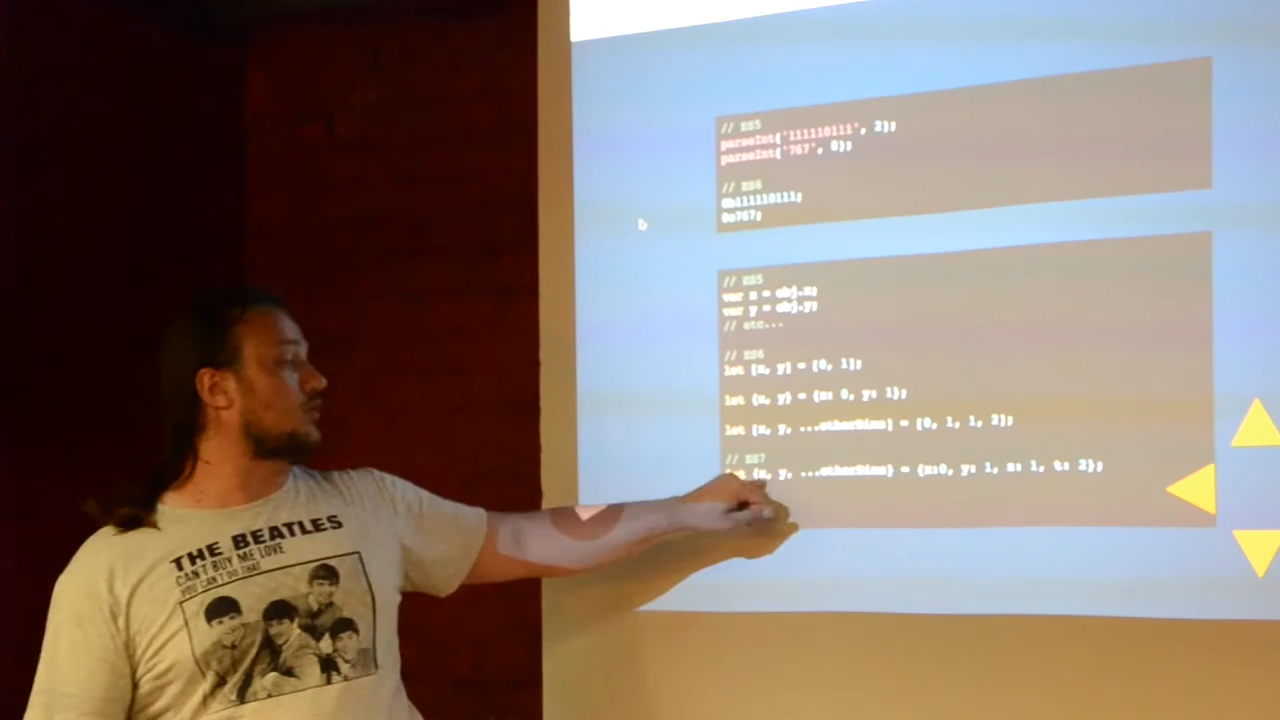 // ES5
parseInt('111110111', 2);
parseInt('767', 8);
// ES6
0b111110111;
0o767;
// ES5
var x = obj.x;
var y = obj.y;
// etc...
// ES6
let [x, y] = [0, 1];
let {x, y} = {x: 0, y: 1};
let [x, y, ...otherDims] = [0, 1, 1, 2];
// ES7
let {x, y, ...otherDims} = {x:0, y: 1, z: 1, t: 2};
THE BEATLES
CAN'T BUY ME LOVE
YOU CAN'T DO THAT